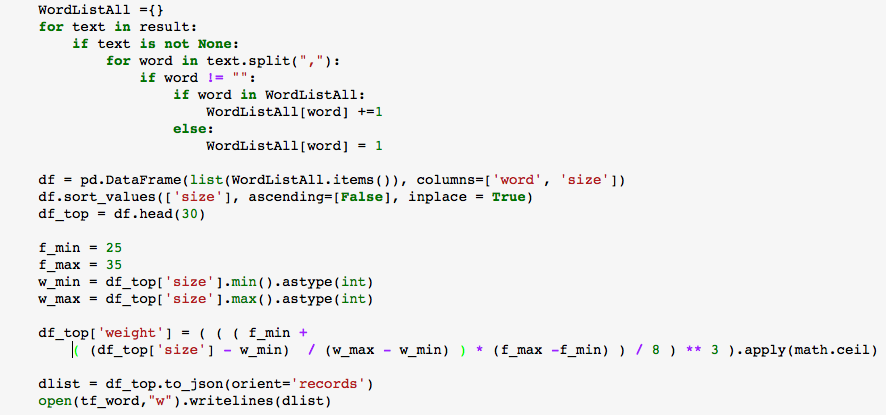 WordListAll ={}
for text in result:
    if text is not None:
        for word in text.split(","):
            if word != "":
                if word in WordListAll:
                    WordListAll[word] +=1
                else:
                    WordListAll[word] = 1

df = pd.DataFrame(list(WordListAll.items()), columns=['word', 'size'])
df.sort_values(['size'], ascending=[False], inplace = True)
df_top = df.head(30)

f_min = 25
f_max = 35
w_min = df_top['size'].min().astype(int)
w_max = df_top['size'].max().astype(int)

df_top['weight'] = ( ( ( f_min +
    ( (df_top['size'] - w_min)  / (w_max - w_min) ) * (f_max -f_min) ) / 8 ) ** 3 ).apply(math.ceil)

dlist = df_top.to_json(orient='records')
open(tf_word,"w").writelines(dlist)